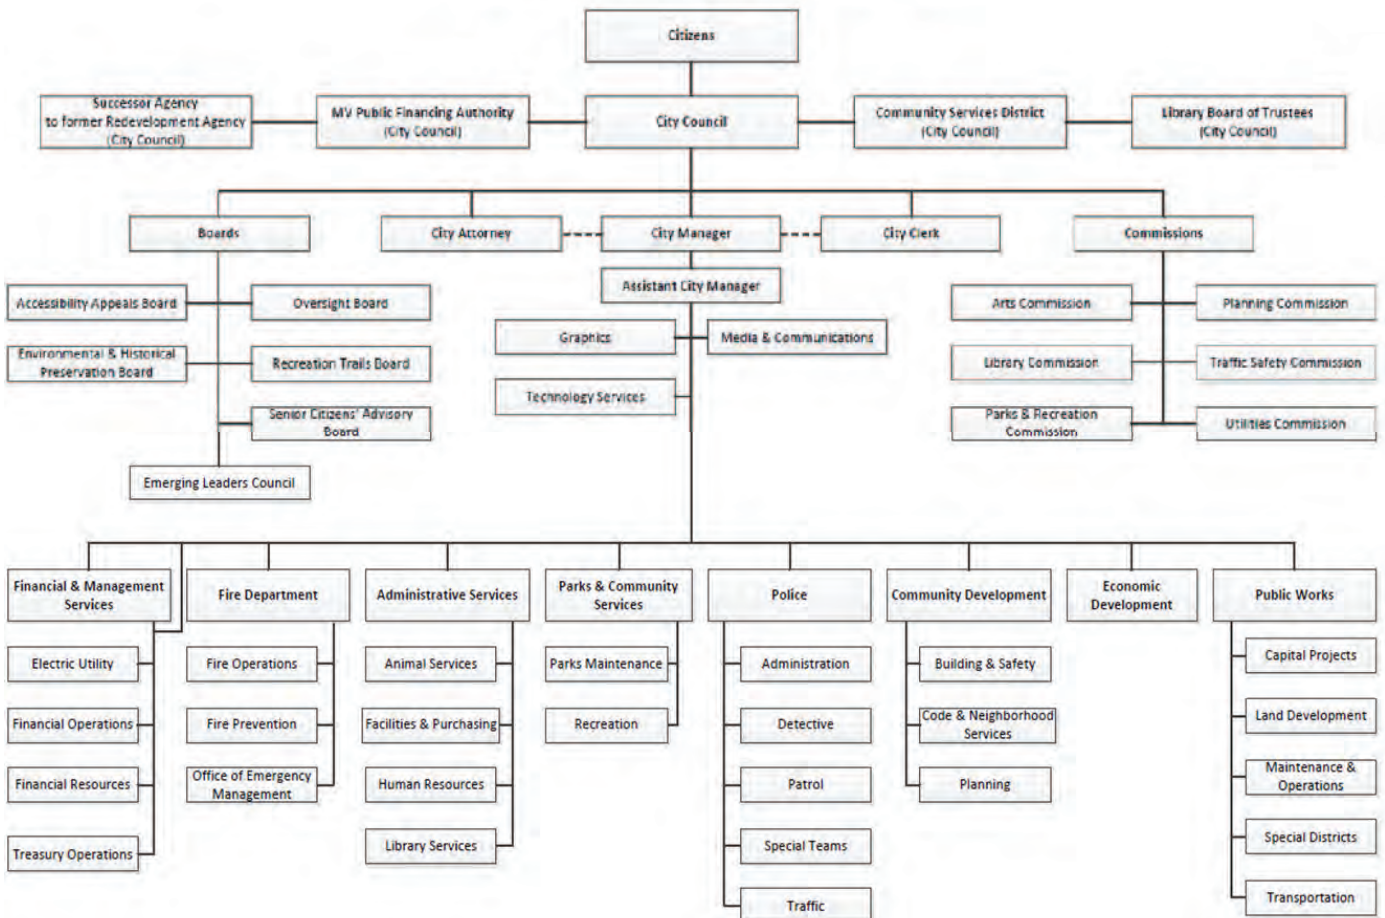 Citizens
Successor Agency
to former Redevelopment Agency
(City Council)
MV Public Financing Authority
(City Council)
City Council
Community Services District
(City Council)
Library Board of Trustees
(City Council)
Boards
City Attorney
City Manager
City Clerk
Commissions
Assistant City Manager
Accessibility Appeals Board
Oversight Board
Environmental & Historical
Preservation Board
Recreation Trails Board
Senior Citizens' Advisory
Board
Emerging Leaders Council
Graphics
Media & Communications
Technology Services
Arts Commission
Planning Commission
Library Commission
Traffic Safety Commission
Parks & Recreation
Commission
Utilities Commission
Financial & Management
Services
Fire Department
Administrative Services
Parks & Community
Services
Police
Community Development
Economic
Development
Public Works
Electric Utility
Financial Operations
Financial Resources
Treasury Operations
Fire Operations
Fire Prevention
Office of Emergency
Management
Animal Services
Facilities & Purchasing
Human Resources
Library Services
Parks Maintenance
Recreation
Administration
Detective
Patrol
Special Teams
Traffic
Building & Safety
Code & Neighborhood
Services
Planning
Capital Projects
Land Development
Maintenance &
Operations
Special Districts
Transportation